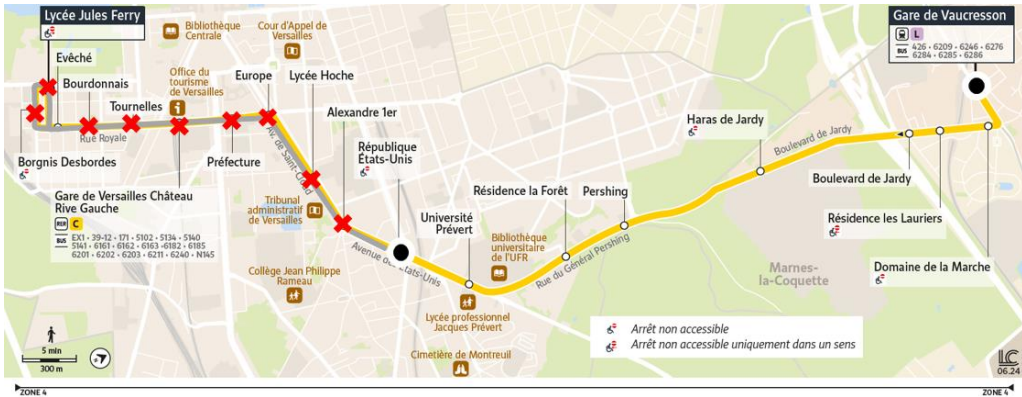 Lycée Jules Ferry
Evêché
Bourdonnais
Tournelles
Bibliothèque
Centrale
Cour d'Appel de
Versailles
Office du
tourisme
de Versailles
Europe
Lycée Hoche
Alexandre 1er
République
États-Unis
Rue Royale
Av. de Saint-Cloud
Borgnis Desbordes
Préfecture
Gare de Versailles Château
Rive Gauche
RER C
BUS EX1 • 39-12 • 171 • 5102 • 5134 • 5140
5141 • 6161 • 6162 • 6163 •6182 • 6185
6201 • 6202 • 6203 • 6211 • 6240 • N145
Tribunal
administratif
de Versailles
Collège Jean Philippe
Rameau
Avenue des États-Unis
Université
Prévert
Résidence la Forêt
Pershing
Bibliothèque
universitaire
de l'UFR
Rue du Général Pershing
Lycée professionnel
Jacques Prévert
Cimetière de Montreuil
Haras de Jardy
Boulevard de Jardy
Gare de Vaucresson
L
BUS 426 • 6209 • 6246 • 6276
6284 • 6285 • 6286
Boulevard de Jardy
Résidence les Lauriers
Domaine de la Marche
Marnes-
la-Coquette
Arrêt non accessible
Arrêt non accessible uniquement dans un sens
5 min
300 m
LC
06.24
ZONE 4
ZONE 4